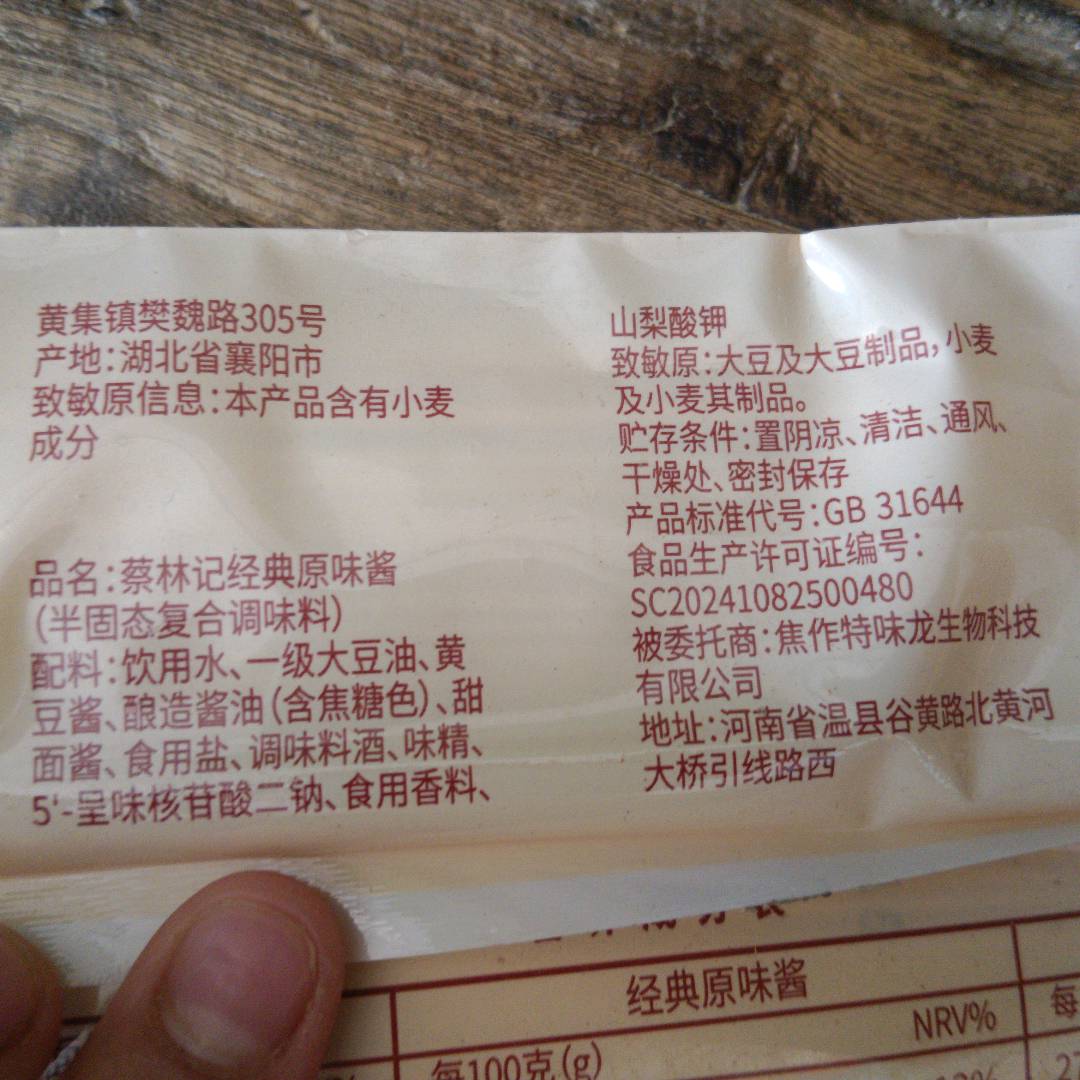 黄集镇樊魏路305号
产地:湖北省襄阳市
致敏原信息:本产品含有小麦
成分
品名:蔡林记经典原味酱
(半固态复合调味料)
配料:饮用水、一级大豆油、黄
豆酱、酿造酱油(含焦糖色)、甜
面酱、食用盐、调味料酒、味精、
5'-呈味核苷酸二钠、食用香料、
山梨酸钾
致敏原:大豆及大豆制品,小麦
及小麦其制品。
贮存条件:置阴凉、清洁、通风、
干燥处、密封保存
产品标准代号:GB 31644
食品生产许可证编号:
SC20241082500480
被委托商:焦作特味龙生物科技
有限公司
地址:河南省温县谷黄路北黄河
大桥引线路西
经典原味酱
NRV%
每
每100克(g)
27